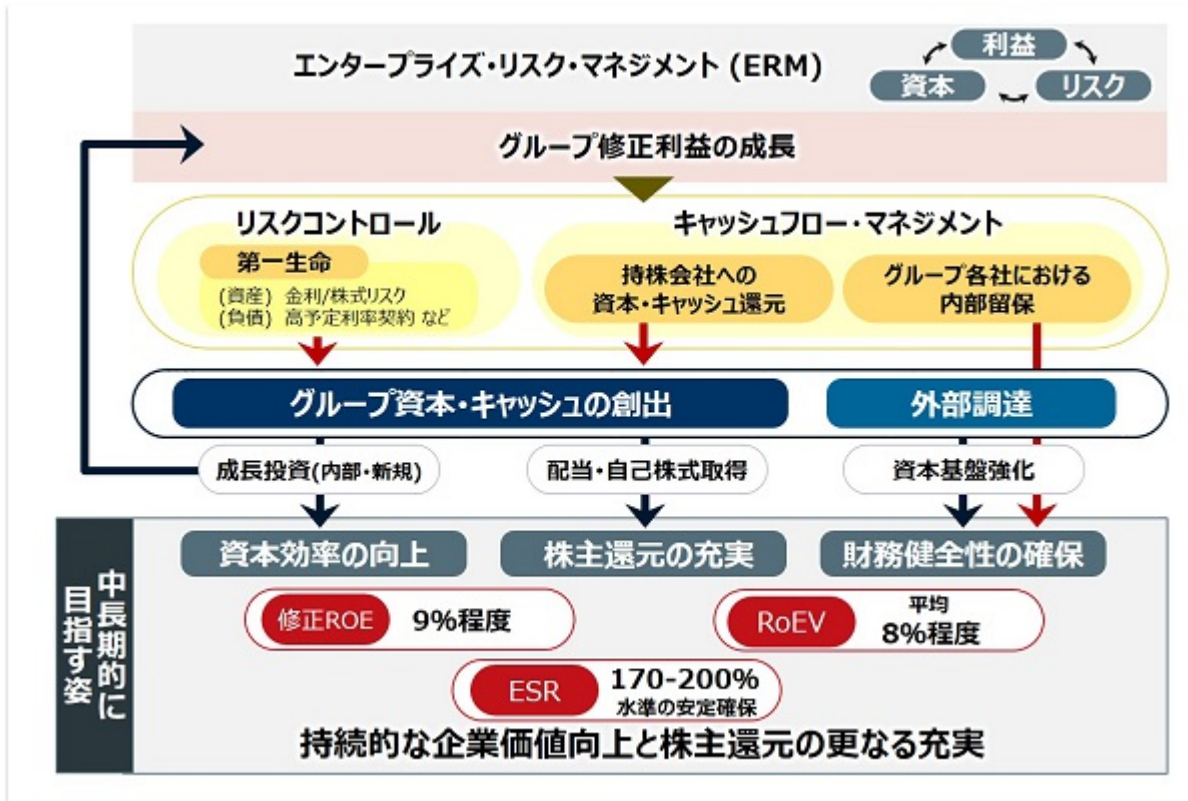 エンタープライズ・リスク・マネジメント (ERM)
利益
資本
リスク
グループ修正利益の成長
リスクコントロール
第一生命
(資産) 金利/株式リスク
(負債) 高予定利率契約 など
キャッシュフロー・マネジメント
持株会社への
資本・キャッシュ還元
グループ各社における
内部留保
グループ資本・キャッシュの創出
外部調達
成長投資(内部・新規)
配当・自己株式取得
資本基盤強化
中長期的に
目指す姿
資本効率の向上
株主還元の充実
財務健全性の確保
修正ROE
9%程度
RoEV
平均
8%程度
ESR
170-200%
水準の安定確保
持続的な企業価値向上と株主還元の更なる充実